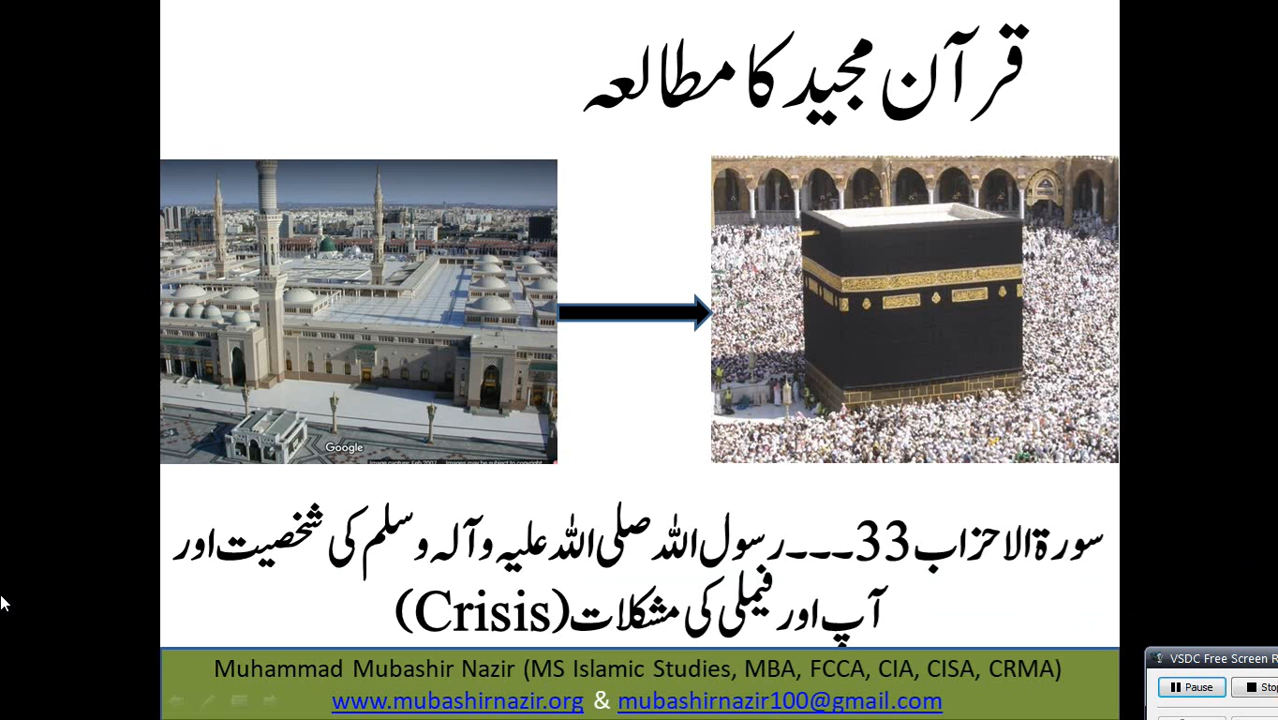 قرآن مجید کا مطالعہ
Google
سورۃ الاحزاب 33۔۔۔رسول اللہ صلی اللہ علیہ وآلہ وسلم کی شخصیت اور
آپ اور فیملی کی مشکلات (Crisis)
Muhammad Mubashir Nazir (MS Islamic Studies, MBA, FCCA, CIA, CISA, CRMA)
www.mubashirnazir.org & mubashirnazir100@gmail.com
VSDC Free Screen R
Pause
Sto